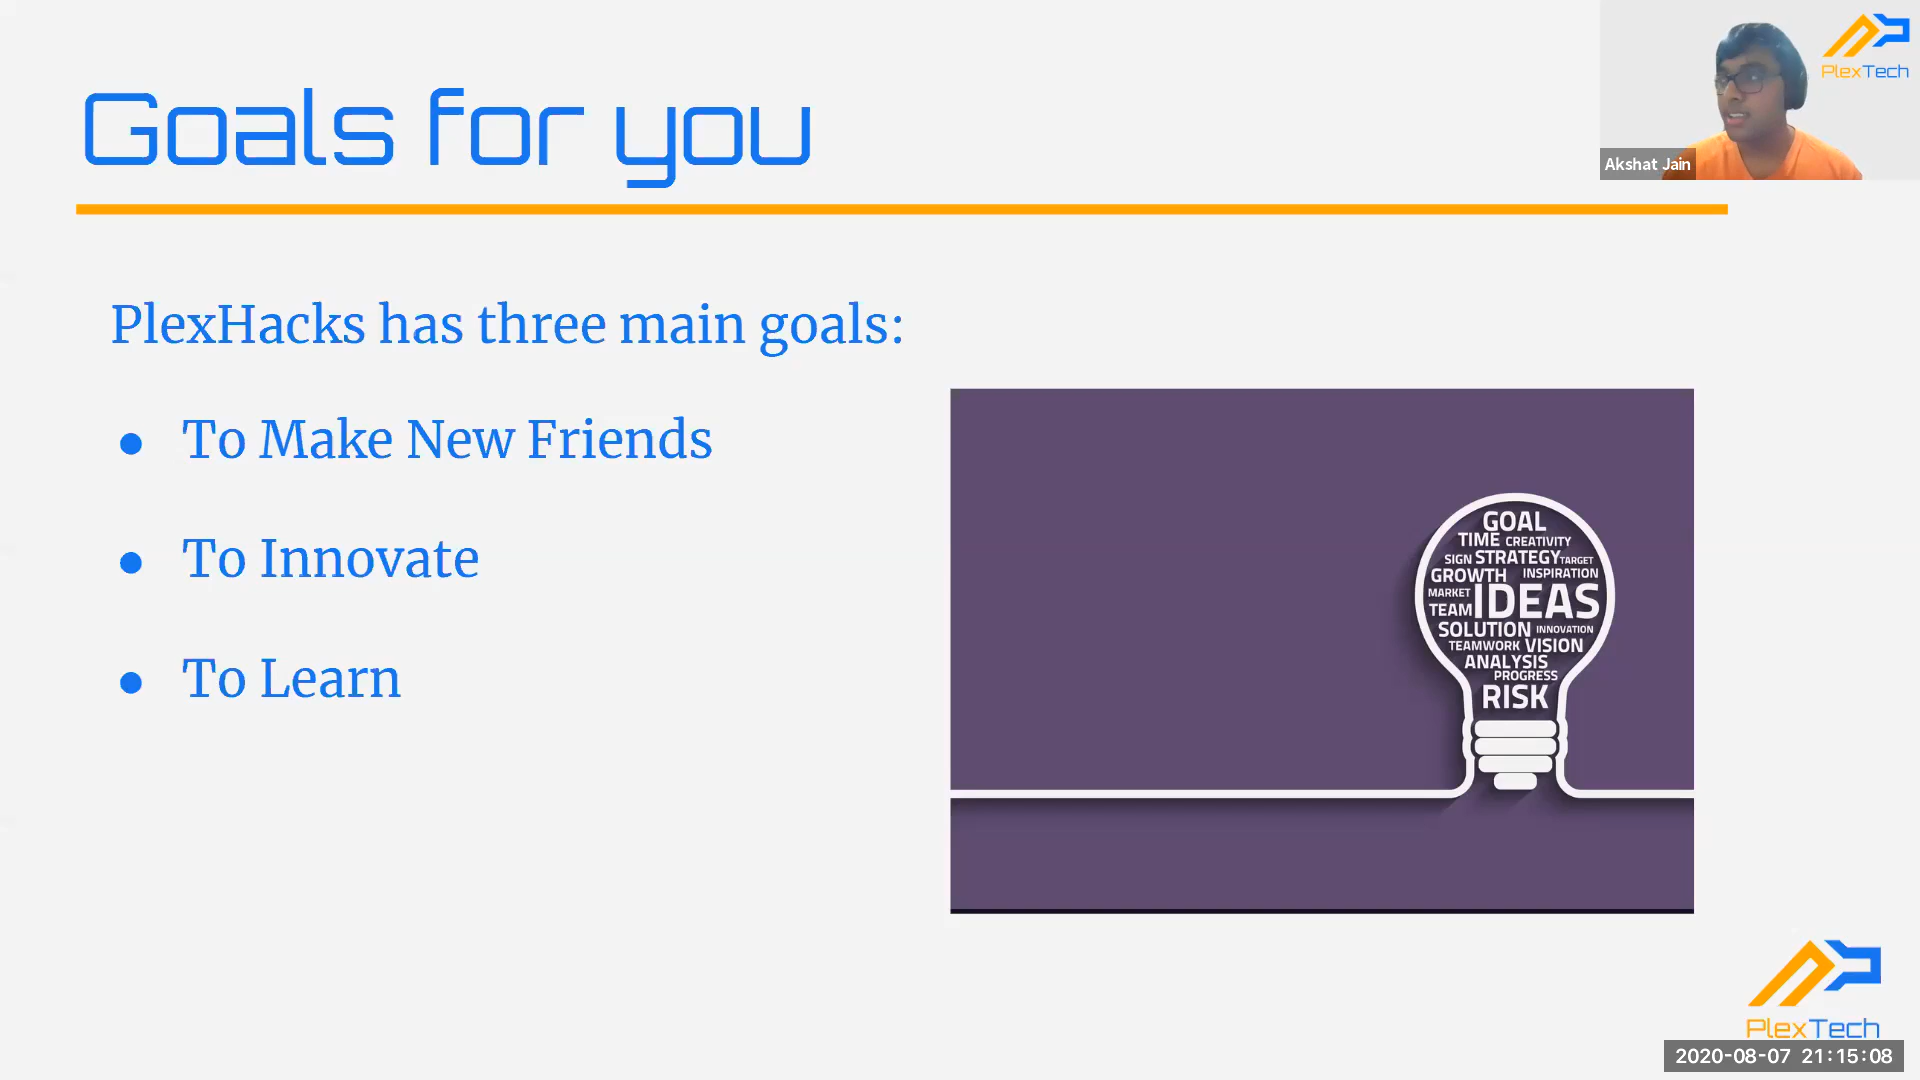 Goals for you
PlexTech
Akshat Jain
PlexHacks has three main goals:
● To Make New Friends
● To Innovate
● To Learn
GOAL
TIME CREATIVITY
SIGN STRATEGY TARGET
GROWTH INSPIRATION
MARKET IDEAS
TEAM
SOLUTION INNOVATION
TEAMWORK VISION
ANALYSIS
PROGRESS
RISK
PlexTech
2020-08-07 21:15:08